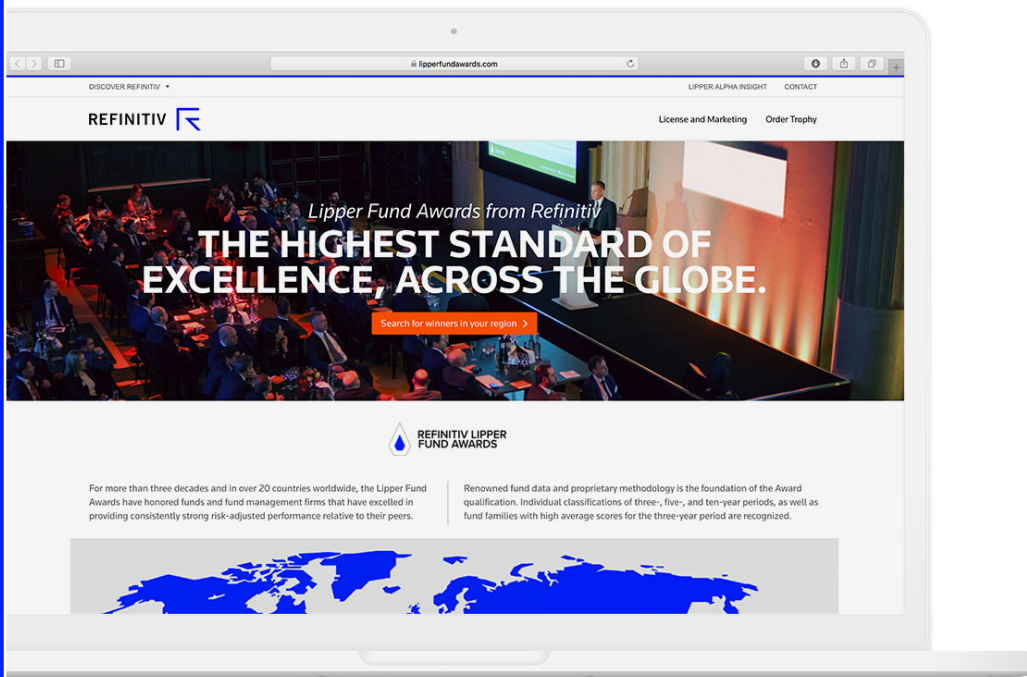 lipperfundawards.com
DISCOVER REFINITIV
LIPPER ALPHA INSIGHT CONTACT
REFINITIV
License and Marketing Order Trophy
Lipper Fund Awards from Refinitiv
THE HIGHEST STANDARD OF
EXCELLENCE, ACROSS THE GLOBE.
Search for winners in your region >
REFINITIV LIPPER
FUND AWARDS
For more than three decades and in over 20 countries worldwide, the Lipper Fund
Awards have honored funds and fund management firms that have excelled in
providing consistently strong risk-adjusted performance relative to their peers.
Renowned fund data and proprietary methodology is the foundation of the Award
qualification. Individual classifications of three-, five-, and ten-year periods, as well as
fund families with high average scores for the three-year period are recognized.